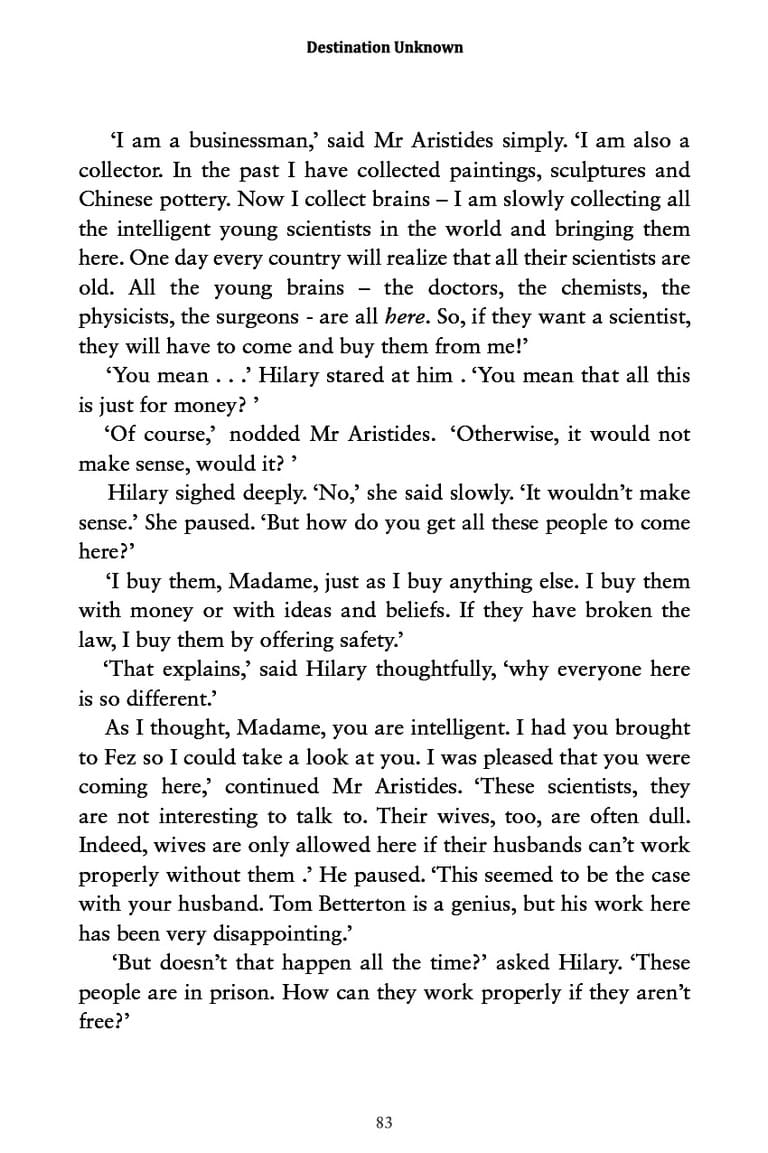 Destination Unknown
‘I am a businessman,’ said Mr Aristides simply. ‘I am also a
collector. In the past I have collected paintings, sculptures and
Chinese pottery. Now I collect brains – I am slowly collecting all
the intelligent young scientists in the world and bringing them
here. One day every country will realize that all their scientists are
old. All the young brains – the doctors, the chemists, the
physicists, the surgeons - are all here. So, if they want a scientist,
they will have to come and buy them from me!’
‘You mean . . .’ Hilary stared at him . ‘You mean that all this
is just for money? ’
‘Of course,’ nodded Mr Aristides. ‘Otherwise, it would not
make sense, would it? ’
Hilary sighed deeply. ‘No,’ she said slowly. ‘It wouldn’t make
sense.’ She paused. ‘But how do you get all these people to come
here?’
‘I buy them, Madame, just as I buy anything else. I buy them
with money or with ideas and beliefs. If they have broken the
law, I buy them by offering safety.’
‘That explains,’ said Hilary thoughtfully, ‘why everyone here
is so different.’
As I thought, Madame, you are intelligent. I had you brought
to Fez so I could take a look at you. I was pleased that you were
coming here,’ continued Mr Aristides. ‘These scientists, they
are not interesting to talk to. Their wives, too, are often dull.
Indeed, wives are only allowed here if their husbands can’t work
properly without them .’ He paused. ‘This seemed to be the case
with your husband. Tom Betterton is a genius, but his work here
has been very disappointing.’
‘But doesn’t that happen all the time?’ asked Hilary. ‘These
people are in prison. How can they work properly if they aren’t
free?’
83